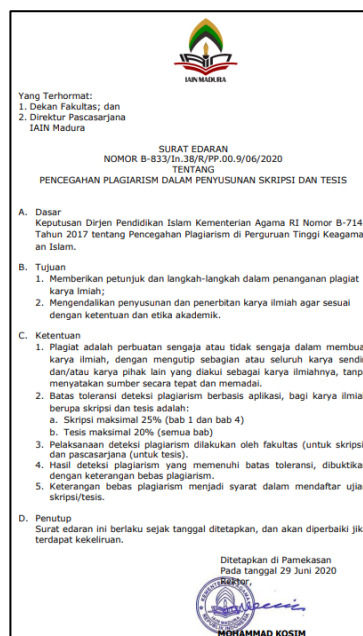 IAIN MADURA
Yang Terhormat:
1. Dekan Fakultas; dan
2. Direktur Pascasarjana
IAIN Madura
SURAT EDARAN
NOMOR B-833/In.38/R/PP.00.9/06/2020
TENTANG
PENCEGAHAN PLAGIARISM DALAM PENYUSUNAN SKRIPSI DAN TESIS
A. Dasar
Keputusan Dirjen Pendidikan Islam Kementerian Agama RI Nomor B-714
Tahun 2017 tentang Pencegahan Plagiarism di Perguruan Tinggi Keagama
an Islam.
B. Tujuan
1. Memberikan petunjuk dan langkah-langkah dalam penanganan plagiat
karya Imiah;
2. Mengendalikan penyusunan dan penerbitan karya ilmiah agar sesuai
dengan ketentuan dan etika akademik.
C. Ketentuan
1. Plagiat adalah perbuatan sengaja atau tidak sengaja dalam membua
karya ilmiah, dengan mengutip sebagian atau seluruh karya sendi
dan/atau karya pihak lain yang diakui sebagai karya ilmiahnya, tanp
menyatakan sumber secara tepat dan memadai.
2. Batas toleransi deteksi plagiarism berbasis aplikasi, bagi karya ilmia
berupa skripsi dan tesis adalah:
a. Skripsi maksimal 25% (bab 1 dan bab 4)
b. Tesis maksimal 20% (semua bab)
3. Pelaksanaan deteksi plagiarism dilakukan oleh fakultas (untuk skripsi
dan pascasarjana (untuk tesis).
4. Hasil deteksi plagiarism yang memenuhi batas toleransi, dibuktika
dengan keterangan bebas plagiarism.
5. Keterangan bebas plagiarism menjadi syarat dalam mendaftar ujia
skripsi/tesis.
D. Penutup
Surat edaran ini berlaku sejak tanggal ditetapkan, dan akan diperbaiki jik
terdapat kekeliruan.
Ditetapkan di Pamekasan
Pada tanggal 29 Juni 2020
Rektor,
MOHAMMAD KOSIM